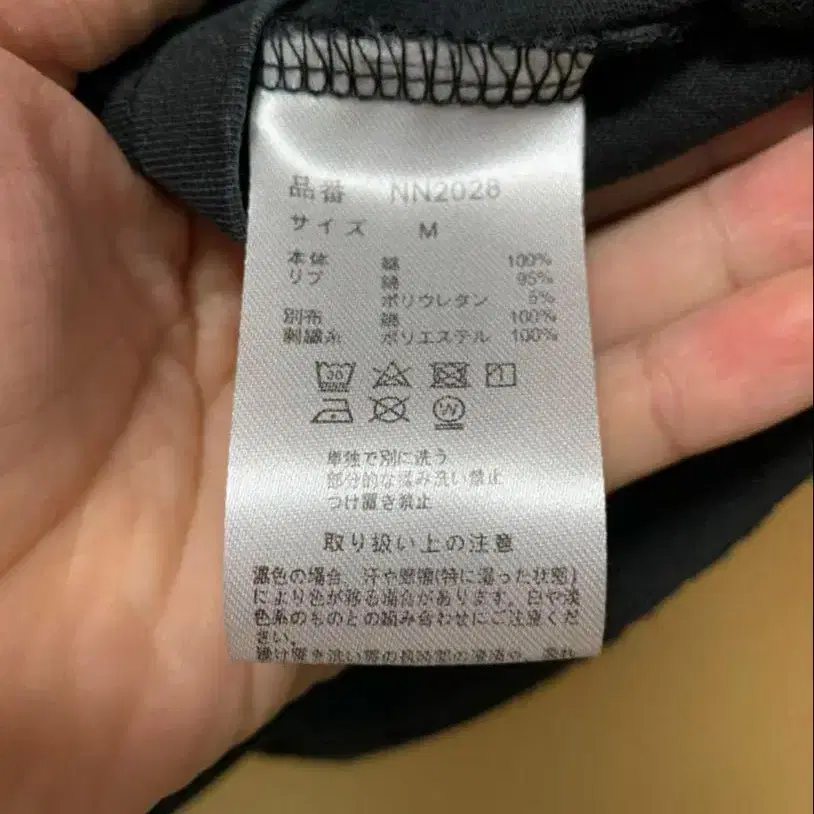 品番 NN2028
サイズ M
本体 綿 100%
リブ 綿 95%
ポリウレタン 5%
別布 綿 100%
刺繍糸 ポリエステル 100%
30
W
単独で別に洗う
部分的なもみ洗い禁止
つけ置き禁止
取り扱い上の注意
濃色の場合、汗や摩擦(特に湿った状態)
により色が移る場合があります。白や淡
色系のものとの組み合わせにご注意くだ
さい。